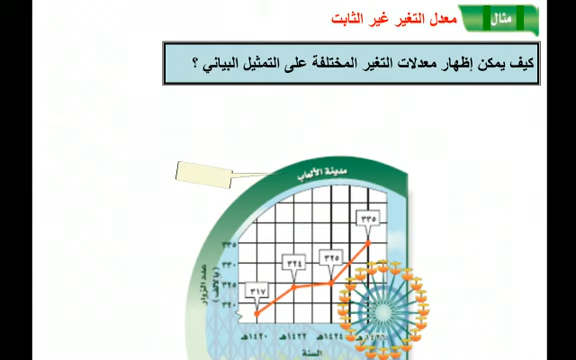 مثال
معدل التغير غير الثابت
كيف يمكن إظهار معدلات التغير المختلفة على التمثيل البياني ؟
مدينة الألعاب
٣٣٥
٣٢٥
٣٢٤
٣١٧
٣٣٥
٣٣٠
٣٢٥
٣٢٠
عدد الزوار
(بالألف)
١٤٢٠هـ ١٤٢٢هـ ١٤٢٤هـ ١٤٢٦هـ
السنة